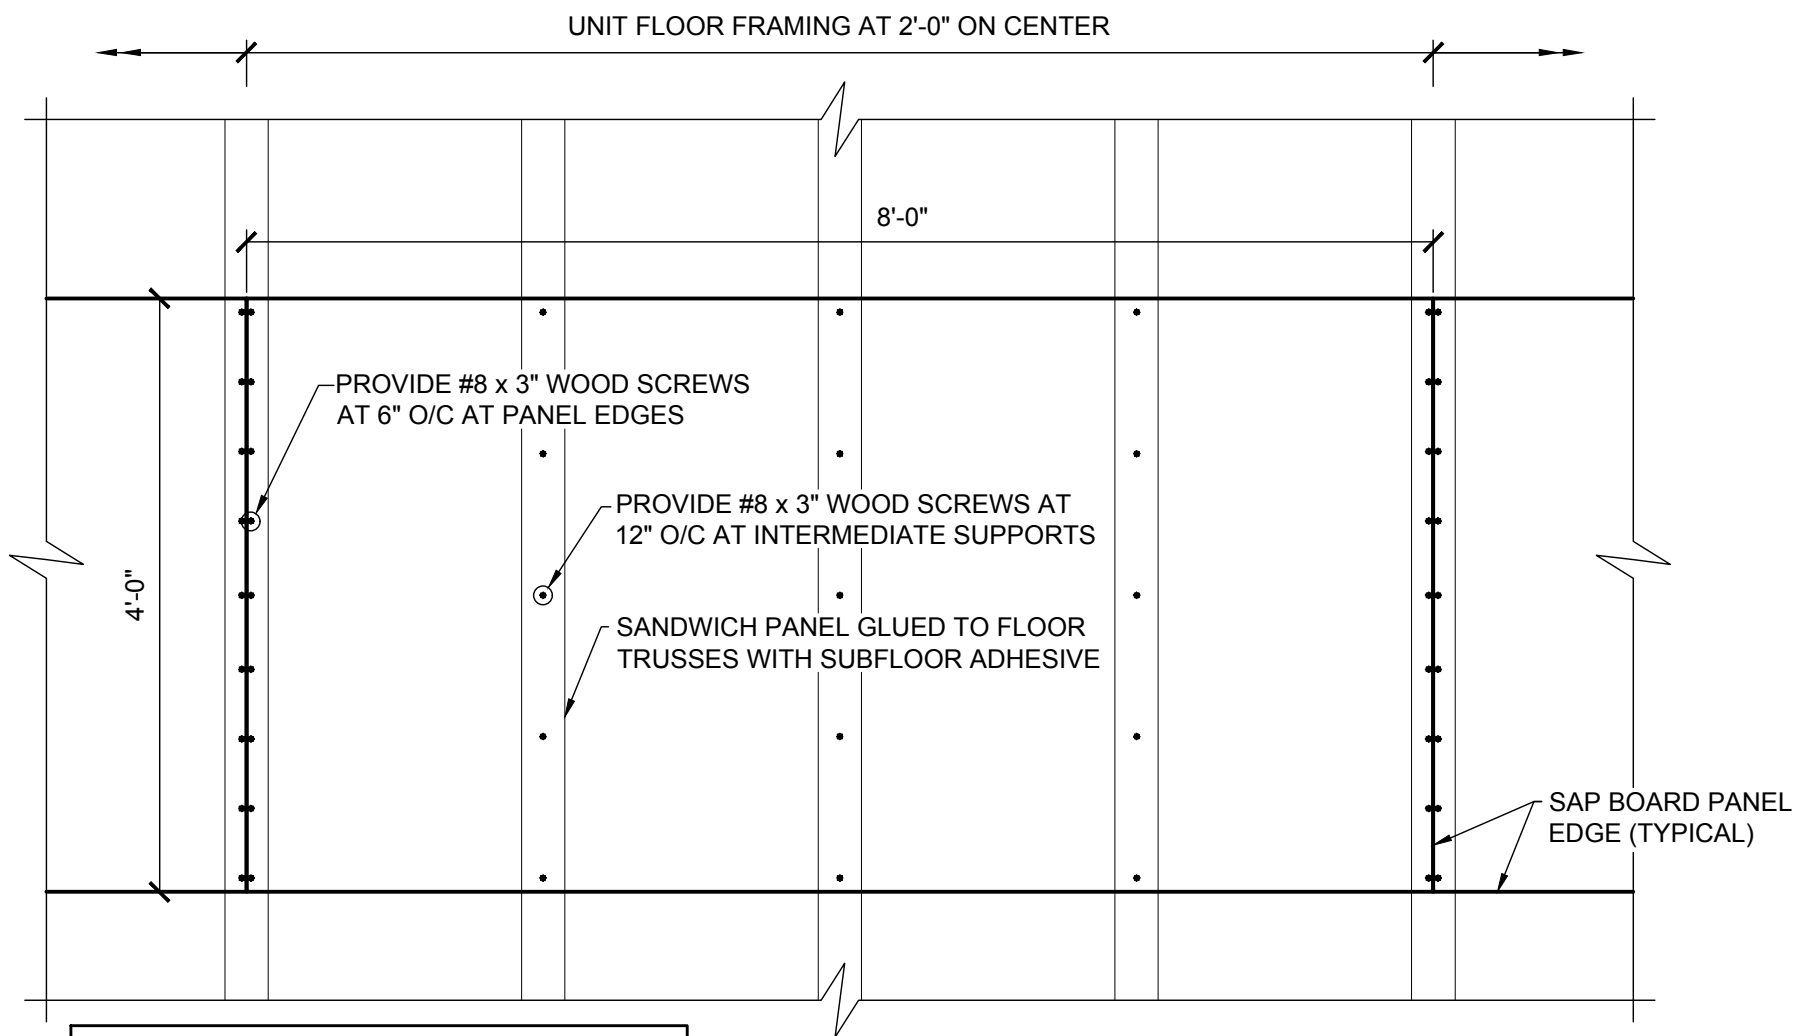 UNIT FLOOR FRAMING AT 2'-0" ON CENTER
8'-0"
PROVIDE #8 x 3" WOOD SCREWS
AT 6" O/C AT PANEL EDGES
PROVIDE #8 x 3" WOOD SCREWS AT
12" O/C AT INTERMEDIATE SUPPORTS
4'-0"
SANDWICH PANEL GLUED TO FLOOR
TRUSSES WITH SUBFLOOR ADHESIVE
SAP BOARD PANEL
EDGE (TYPICAL)